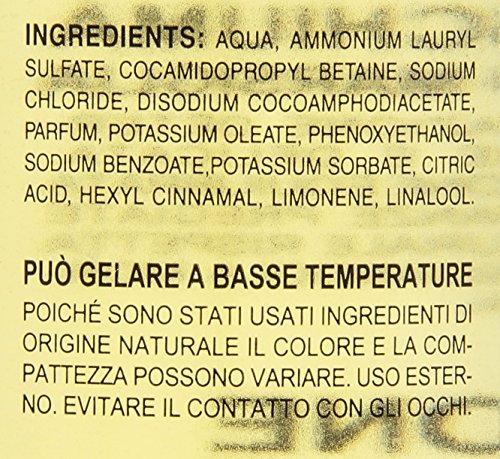 INGREDIENTS: AQUA, AMMONIUM LAURYL
SULFATE, COCAMIDOPROPYL BETAINE, SODIUM
CHLORIDE, DISODIUM COCOAMPHODIACETATE,
PARFUM, POTASSIUM OLEATE, PHENOXYETHANOL,
SODIUM BENZOATE,POTASSIUM SORBATE, CITRIC
ACID, HEXYL CINNAMAL, LIMONENE, LINALOOL.
PUÒ GELARE A BASSE TEMPERATURE
POICHÉ SONO STATI USATI INGREDIENTI DI
ORIGINE NATURALE IL COLORE E LA COM-
PATTEZZA POSSONO VARIARE. USO ESTER-
NO. EVITARE IL CONTATTO CON GLI OCCHI.